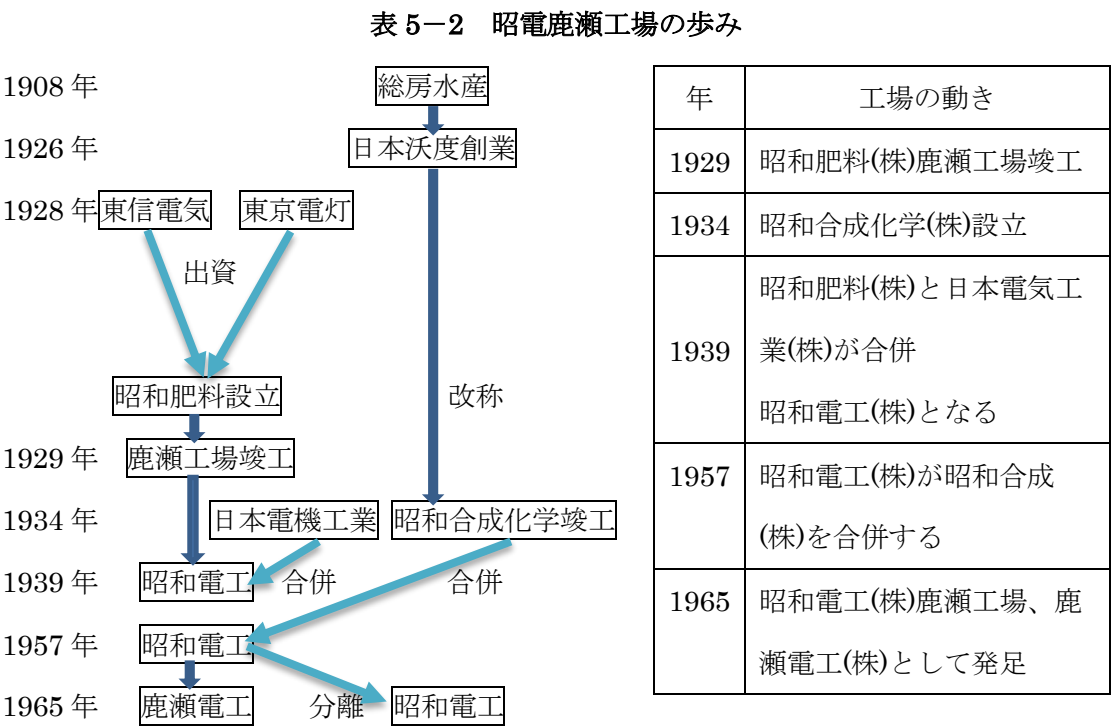 表 5－2　昭電鹿瀬工場の歩み
1908 年
総房水産
1926 年
日本沃度創業
1928 年
東信電気
東京電灯
出資
昭和肥料設立
改称
1929 年
鹿瀬工場竣工
1934 年
日本電機工業
昭和合成化学竣工
1939 年
昭和電工
合併
合併
1957 年
昭和電工
1965 年
鹿瀬電工
分離
昭和電工
年
工場の動き
1929
昭和肥料(株)鹿瀬工場竣工
1934
昭和合成化学(株)設立
1939
昭和肥料(株)と日本電気工
業(株)が合併
昭和電工(株)となる
1957
昭和電工(株)が昭和合成
(株)を合併する
1965
昭和電工(株)鹿瀬工場、鹿
瀬電工(株)として発足